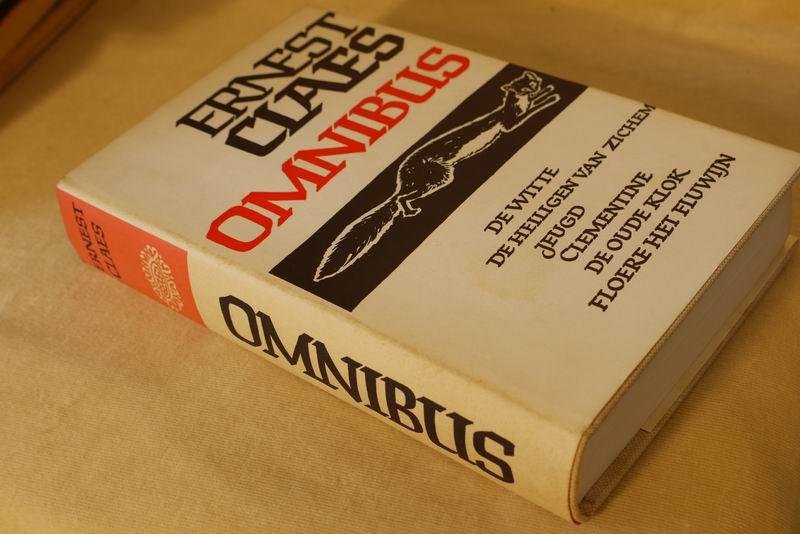 ERNEST
CLAES
OMNIBUS
DE WITTE
DE HEILIGEN VAN ZICHEM
JEUGD
CLEMENTINE
DE OUDE KLOK
FLOERE HET FLUWIJN
ERNEST
CLAES
OMNIBUS